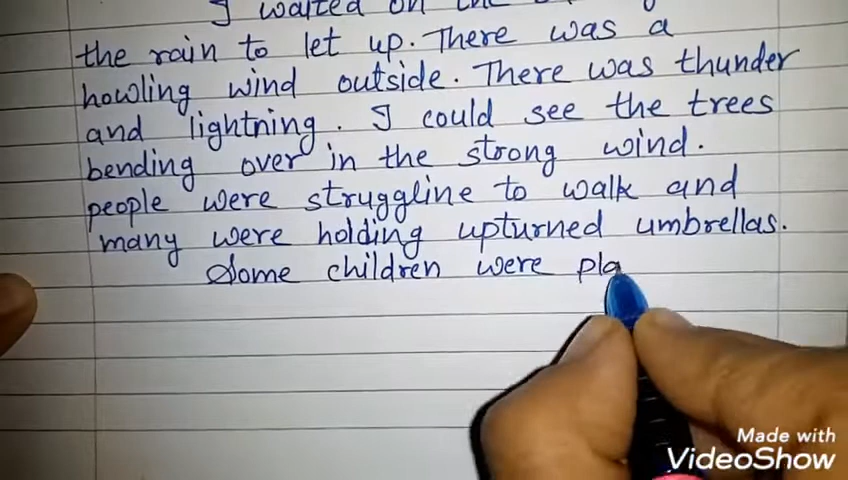 I waited on the
the rain to let up. There was a
howling wind outside. There was thunder
and lightning. I could see the trees
bending over in the strong wind.
people were struggline to walk and
many were holding upturned umbrellas.
Some children were pla
Made with
VideoShow